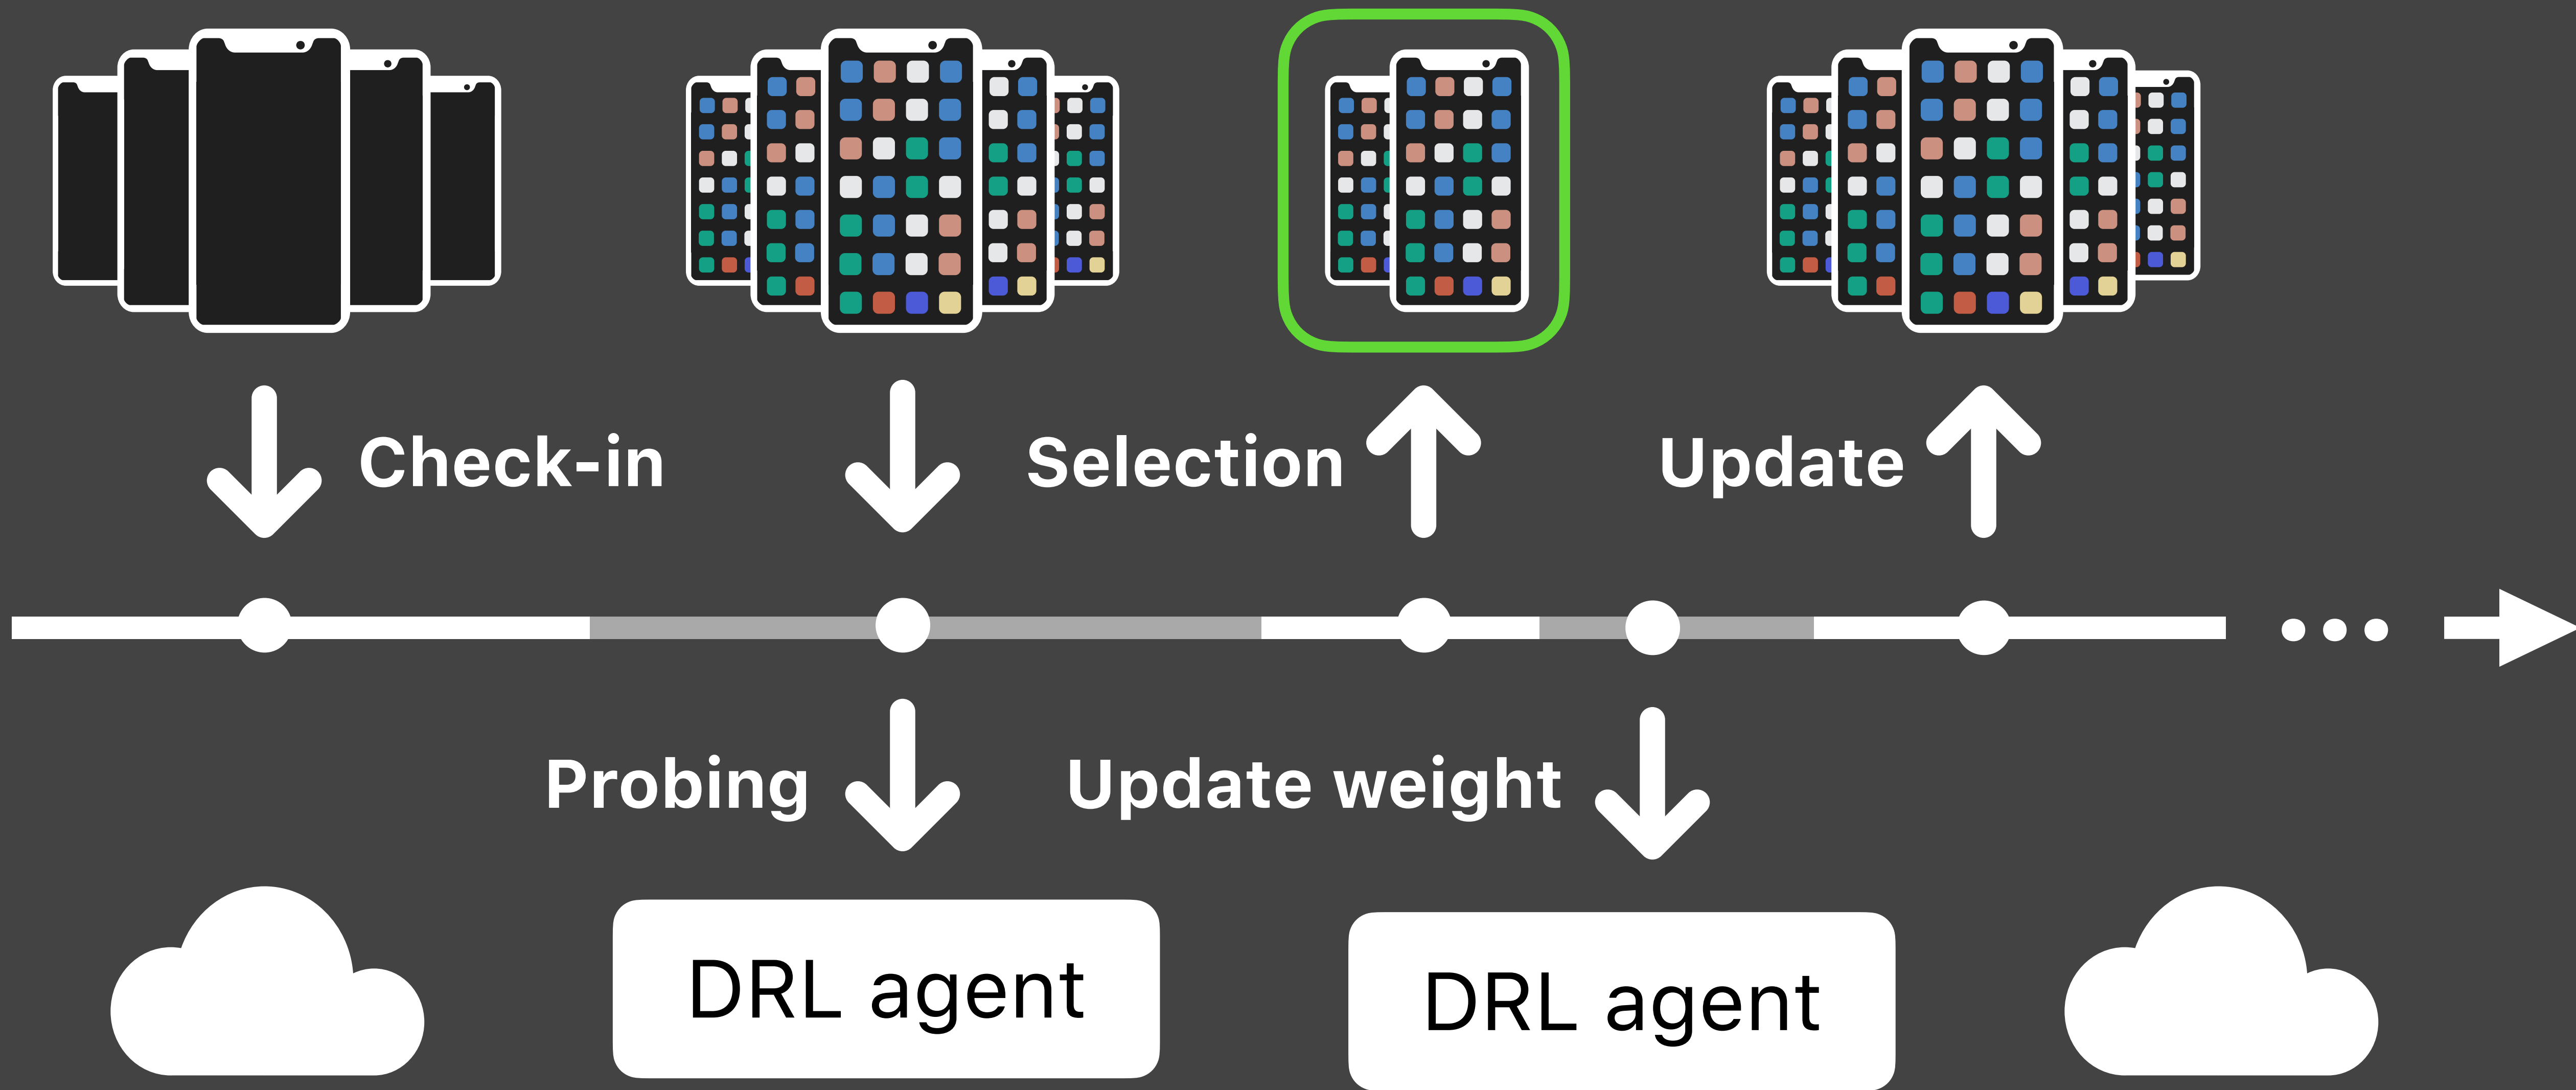 Check-in
Selection
Update
Probing
Update weight
DRL agent
DRL agent